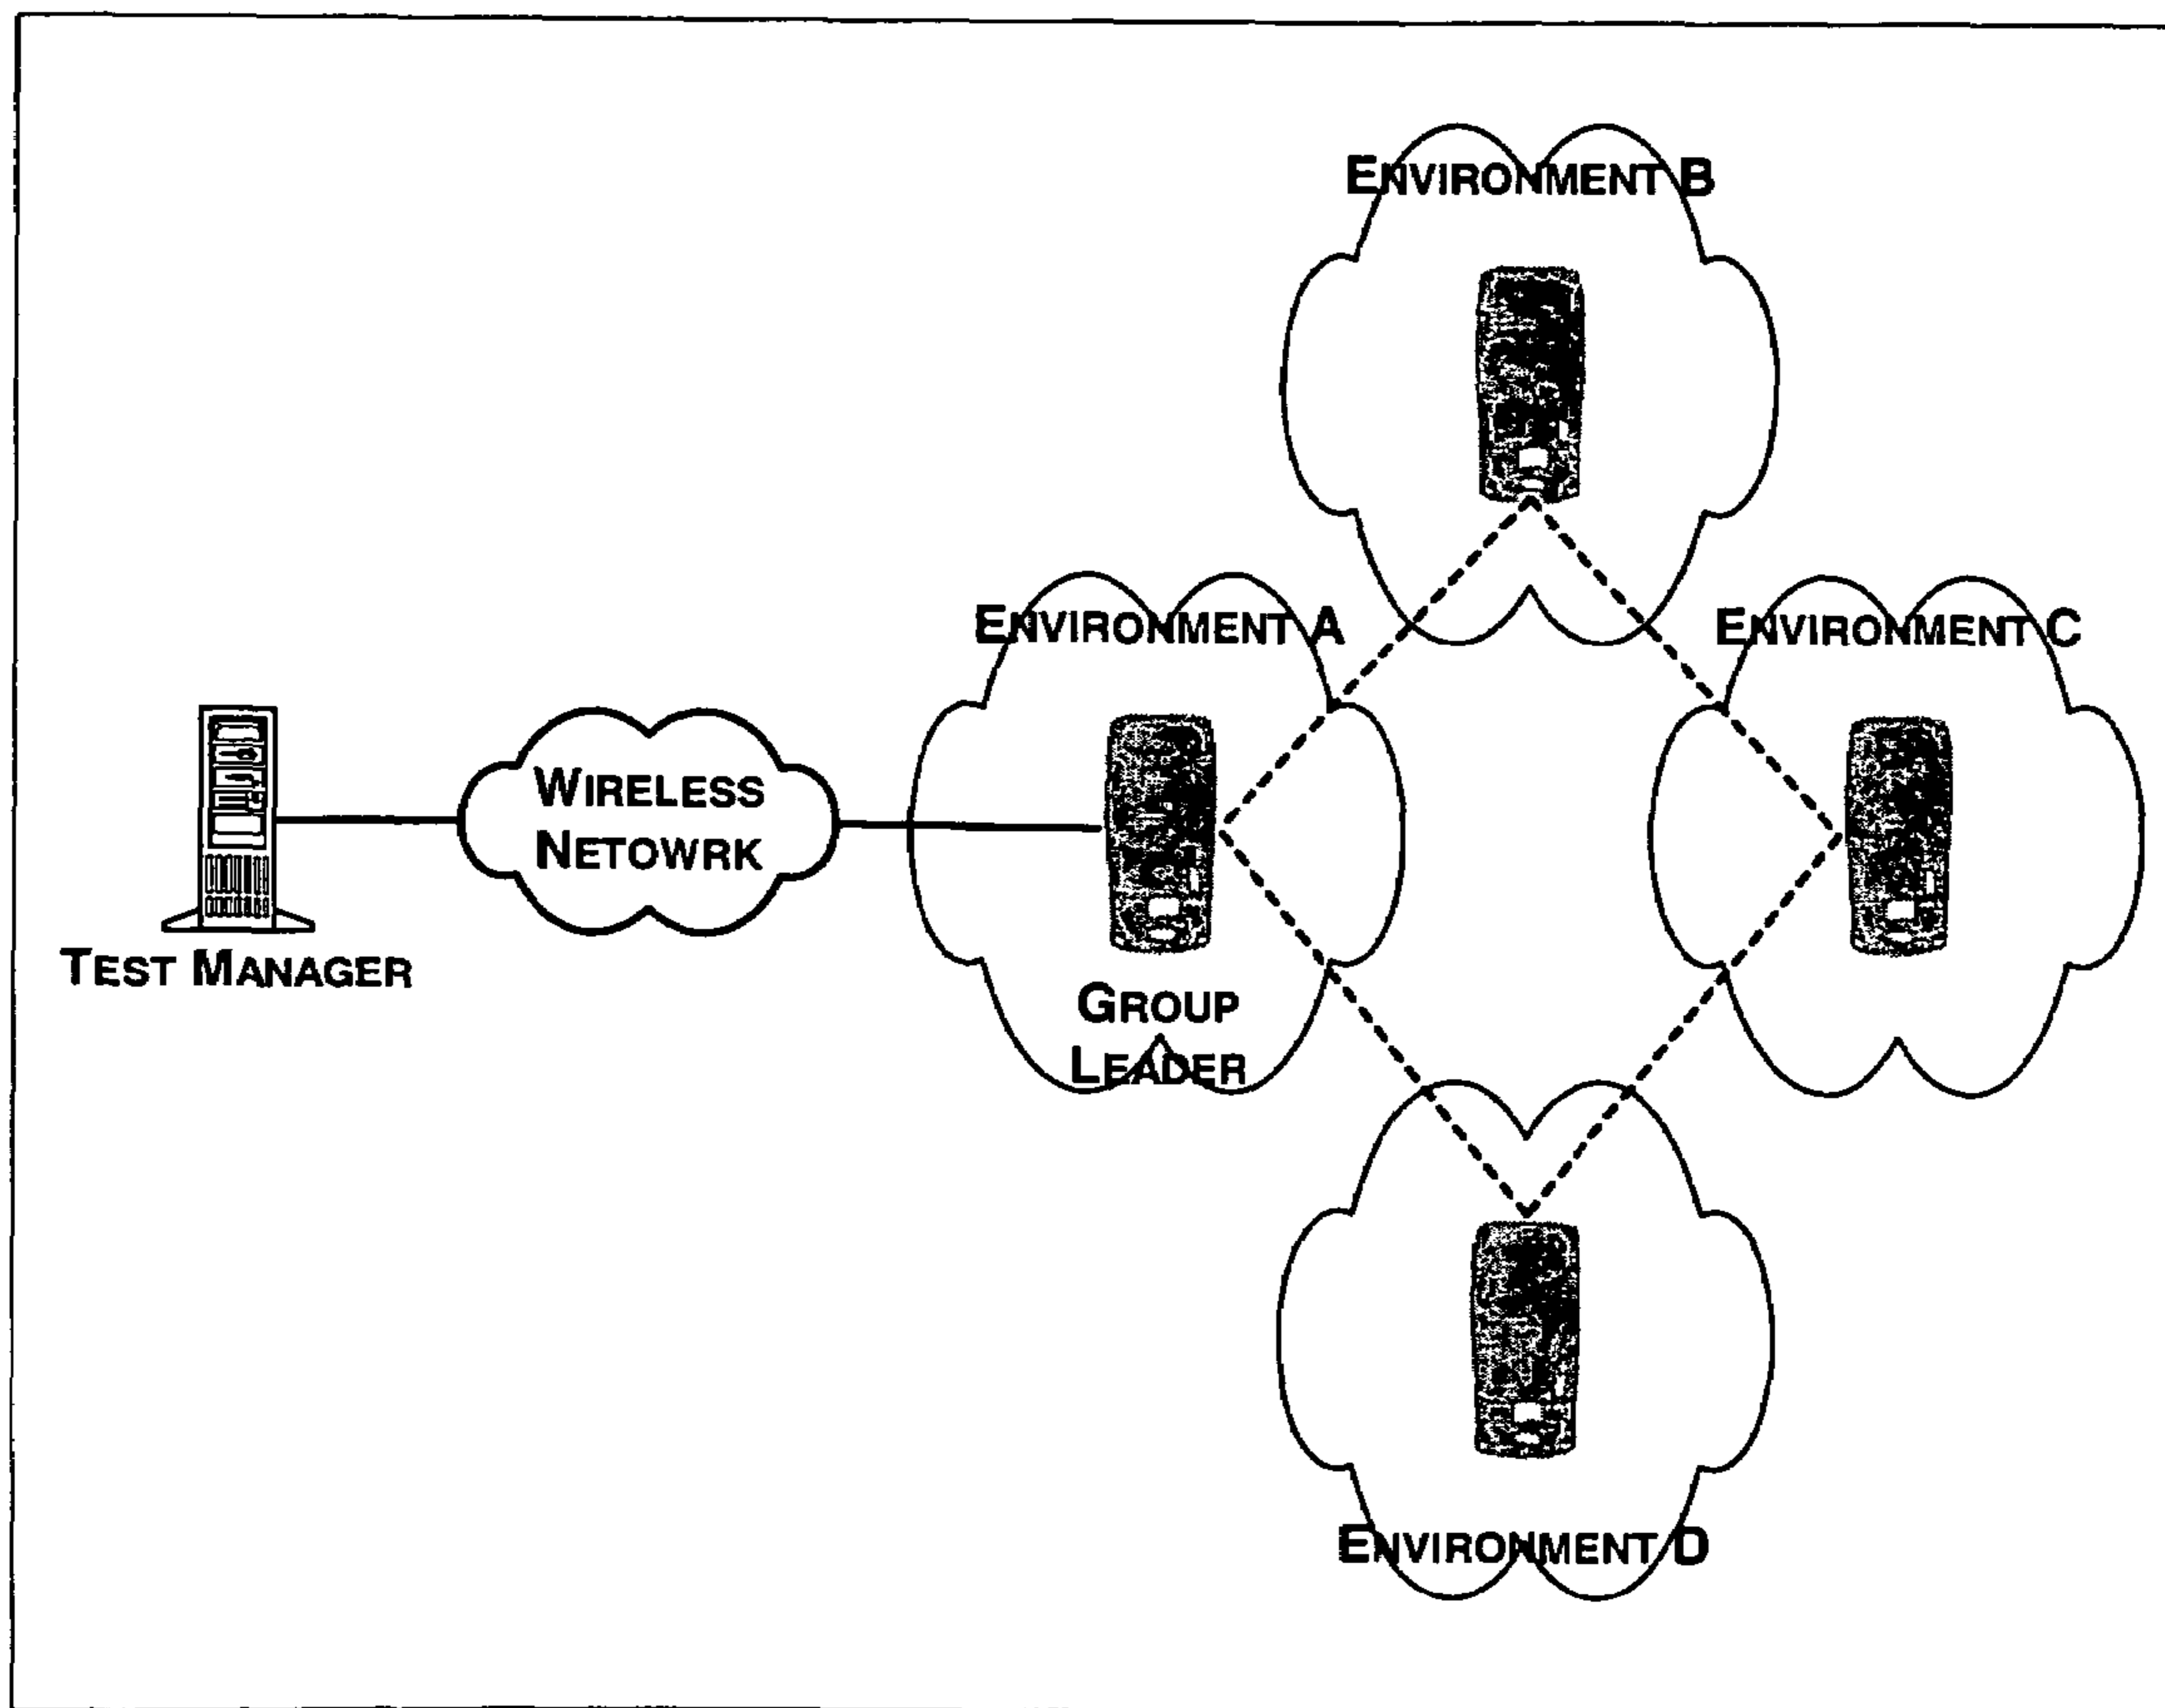 ENVIRONMENT B
ENVIRONMENT A
ENVIRONMENT C
WIRELESS
NETOWRK
TEST MANAGER
GROUP
LEADER
ENVIRONMENT D